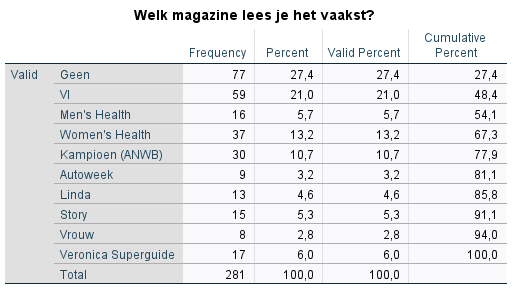 Welk magazine lees je het vaakst?
Frequency Percent Valid Percent Cumulative Percent
Valid Geen 77 27,4 27,4 27,4
VI 59 21,0 21,0 48,4
Men's Health 16 5,7 5,7 54,1
Women's Health 37 13,2 13,2 67,3
Kampioen (ANWB) 30 10,7 10,7 77,9
Autoweek 9 3,2 3,2 81,1
Linda 13 4,6 4,6 85,8
Story 15 5,3 5,3 91,1
Vrouw 8 2,8 2,8 94,0
Veronica Superguide 17 6,0 6,0 100,0
Total 281 100,0 100,0